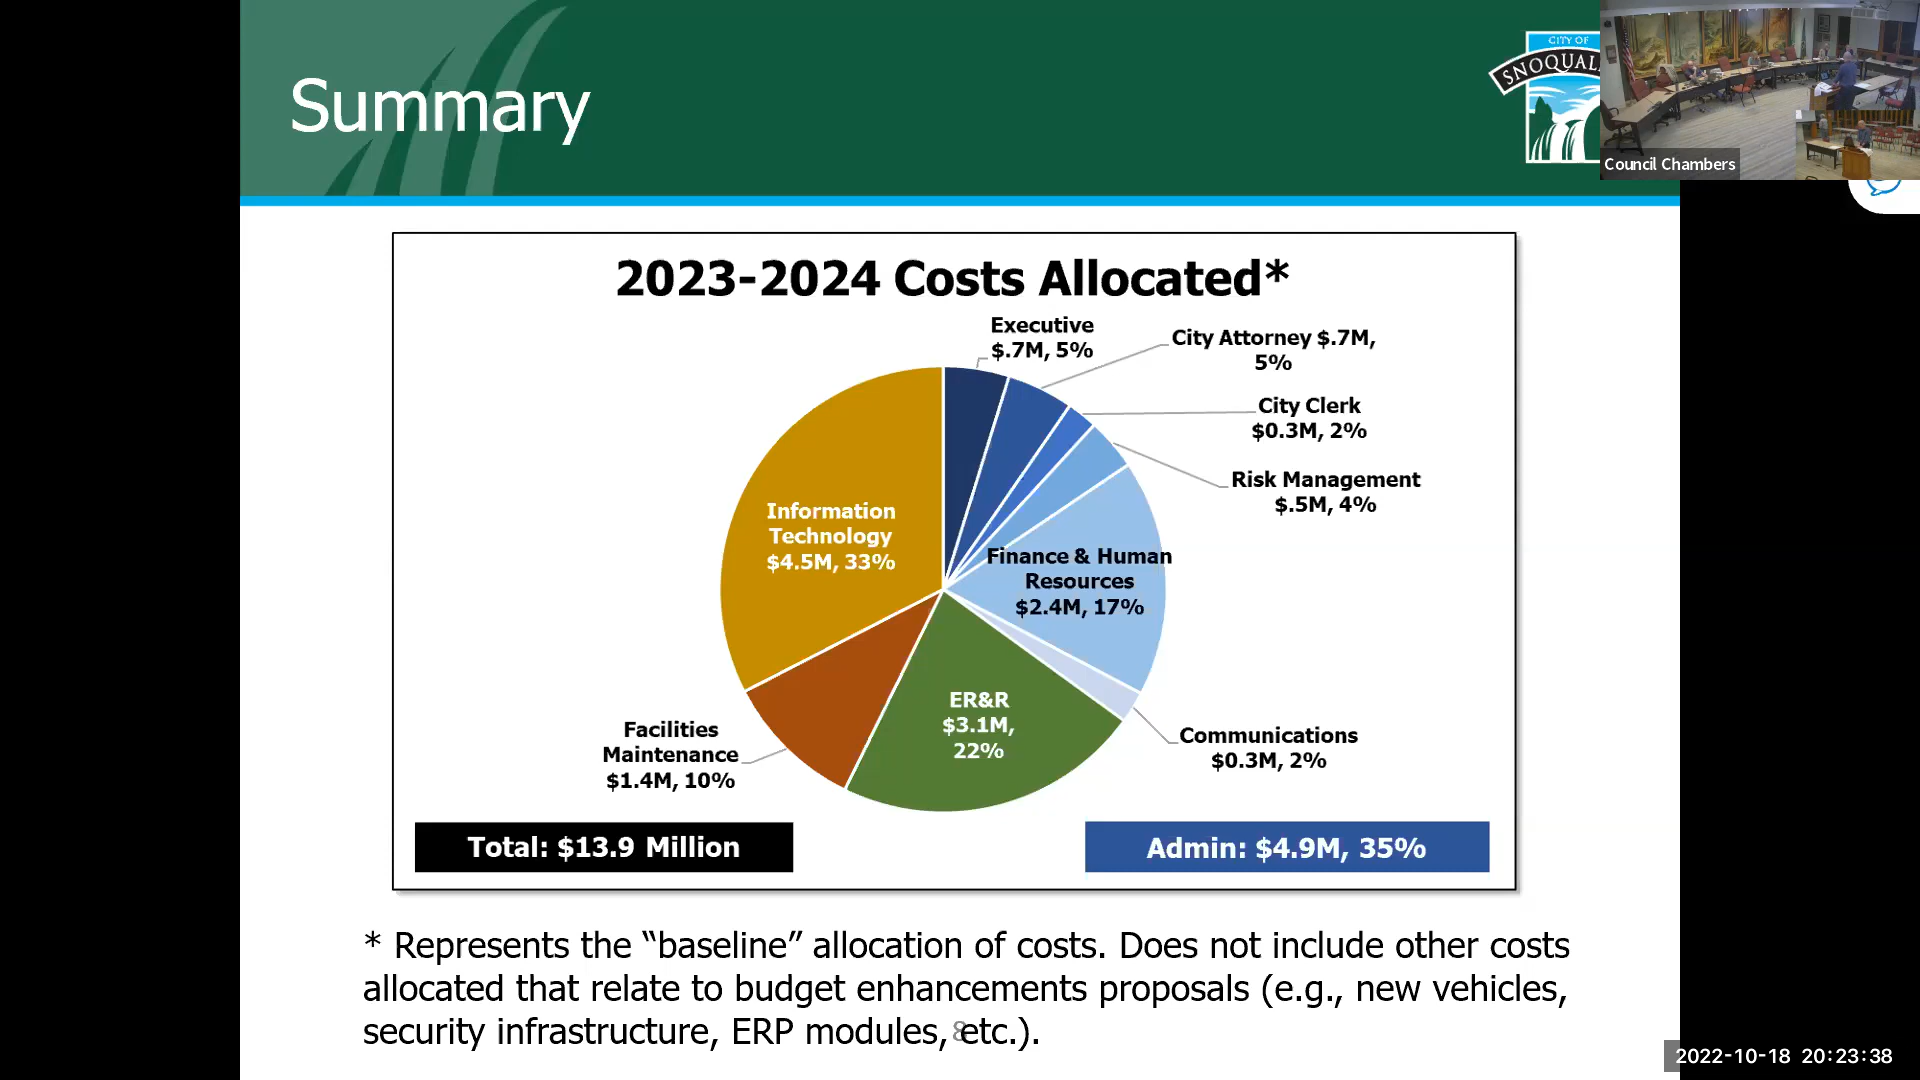 Summary
CITY OF
SNOQUAL
Council Chambers
2023-2024 Costs Allocated*
Executive
$.7M, 5%
City Attorney $.7M,
5%
City Clerk
$0.3M, 2%
Risk Management
$.5M, 4%
Information
Technology
$4.5M, 33%
Finance & Human
Resources
$2.4M, 17%
ER&R
$3.1M,
22%
Facilities
Maintenance
$1.4M, 10%
Communications
$0.3M, 2%
Total: $13.9 Million
Admin: $4.9M, 35%
* Represents the “baseline” allocation of costs. Does not include other costs
allocated that relate to budget enhancements proposals (e.g., new vehicles,
security infrastructure, ERP modules, etc.).
8
2022-10-18 20:23:38